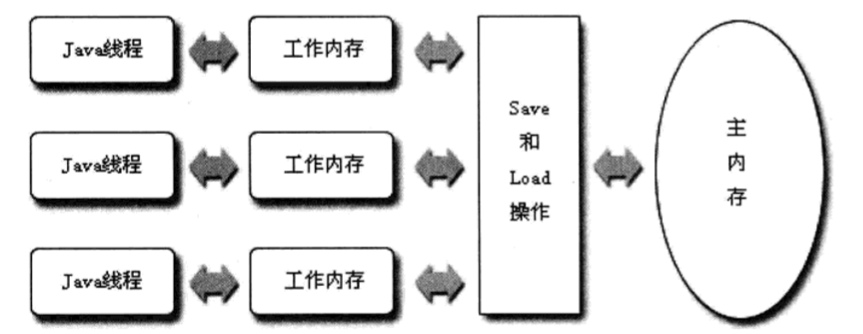 Java线程
工作内存
Java线程
工作内存
Java线程
工作内存
Save
和
Load
操作
主
内
存